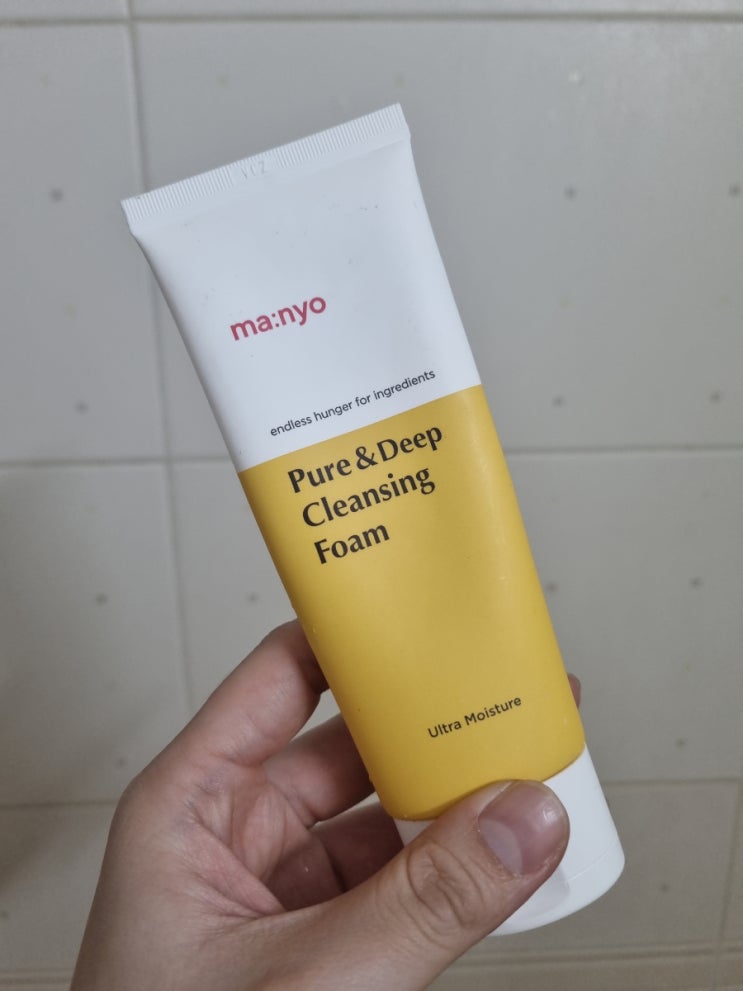 ma:nyo
endless hunger for ingredients
Pure & Deep
Cleansing
Foam
Ultra Moisture